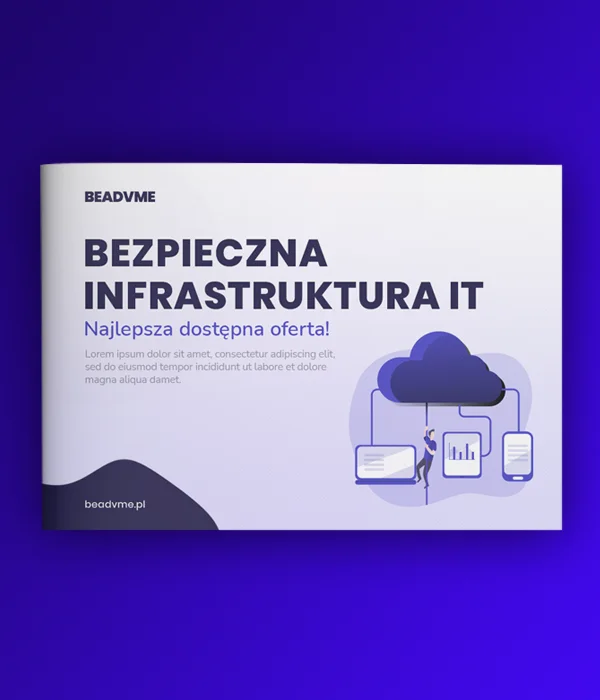 BEADVME
BEZPIECZNA
INFRASTRUKTURA IT
Najlepsza dostępna oferta!
Lorem ipsum dolor sit amet, consectetur adipiscing elit,
sed do eiusmod tempor incididunt ut labore et dolore
magna aliqua damet.
beadvme.pl